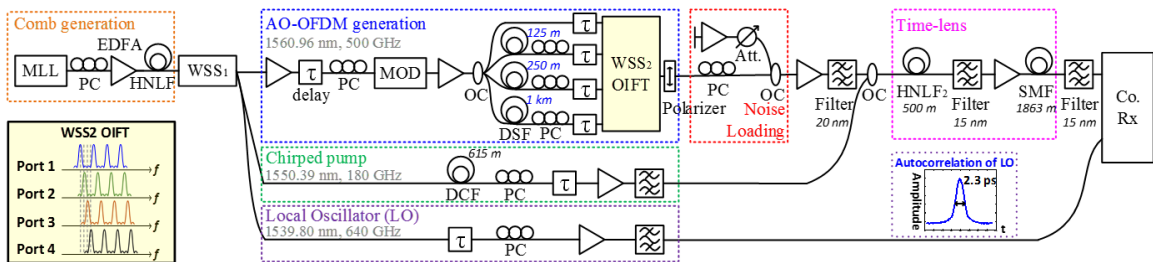 Comb generation
MLL
PC
EDFA
HNLF
WSS1
AO-OFDM generation
1560.96 nm, 500 GHz
τ
delay
PC
MOD
OC
125 m
250 m
1 km
DSF
PC
τ
τ
τ
τ
WSS2
OIFT
Polarizer
PC
Att.
OC
Noise
Loading
Filter
20 nm
OC
Time-lens
HNLF2
500 m
Filter
15 nm
SMF
1863 m
Filter
15 nm
Co.
Rx
WSS2 OIFT
Port 1
f
Port 2
f
Port 3
f
Port 4
f
Chirped pump
1550.39 nm, 180 GHz
615 m
DCF
PC
τ
Local Oscillator (LO)
1539.80 nm, 640 GHz
τ
PC
Autocorrelation of LO
Amplitude
2.3 ps
t